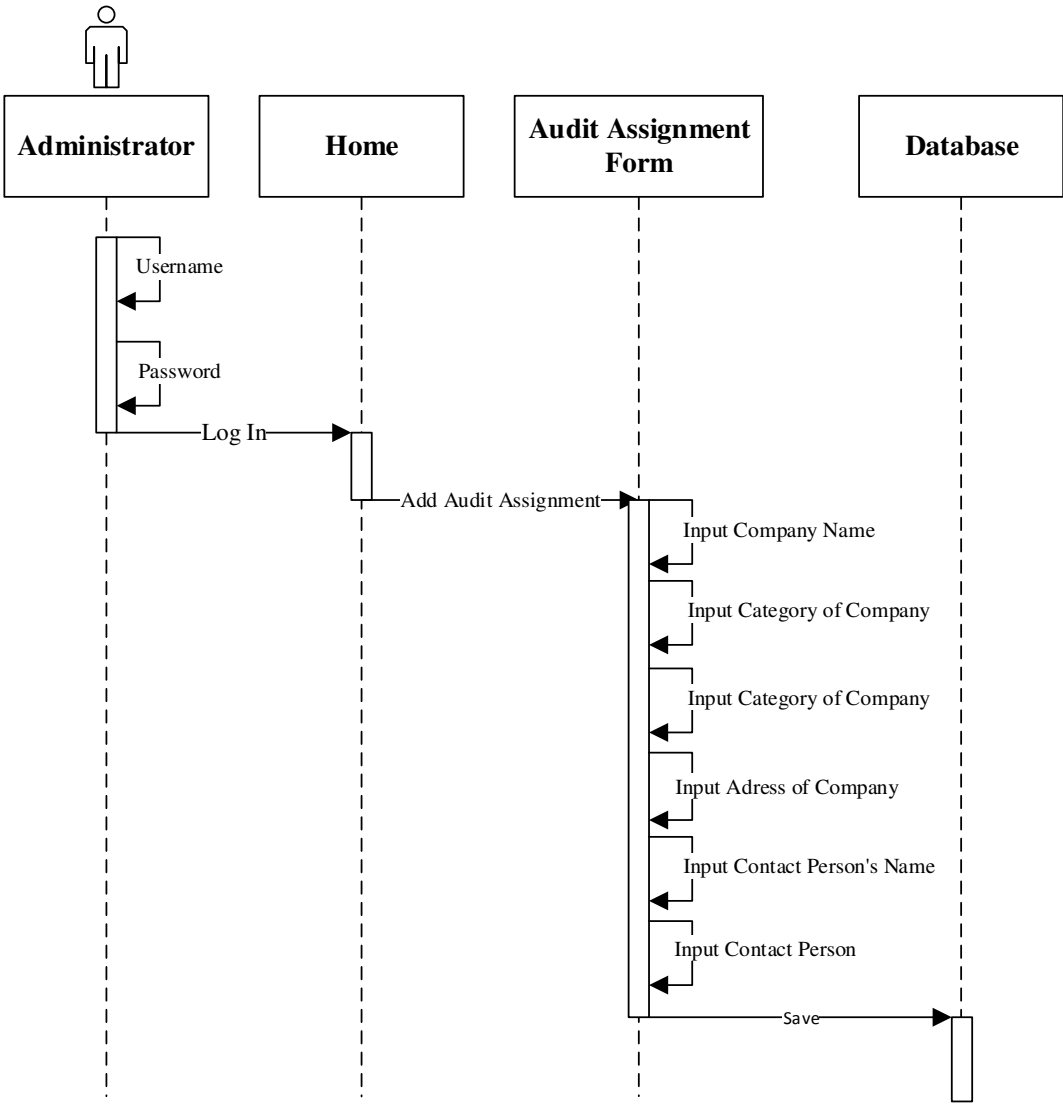 Administrator
Home
Audit Assignment
Form
Database
Username
Password
Log In
Add Audit Assignment
Input Company Name
Input Category of Company
Input Category of Company
Input Adress of Company
Input Contact Person's Name
Input Contact Person
Save